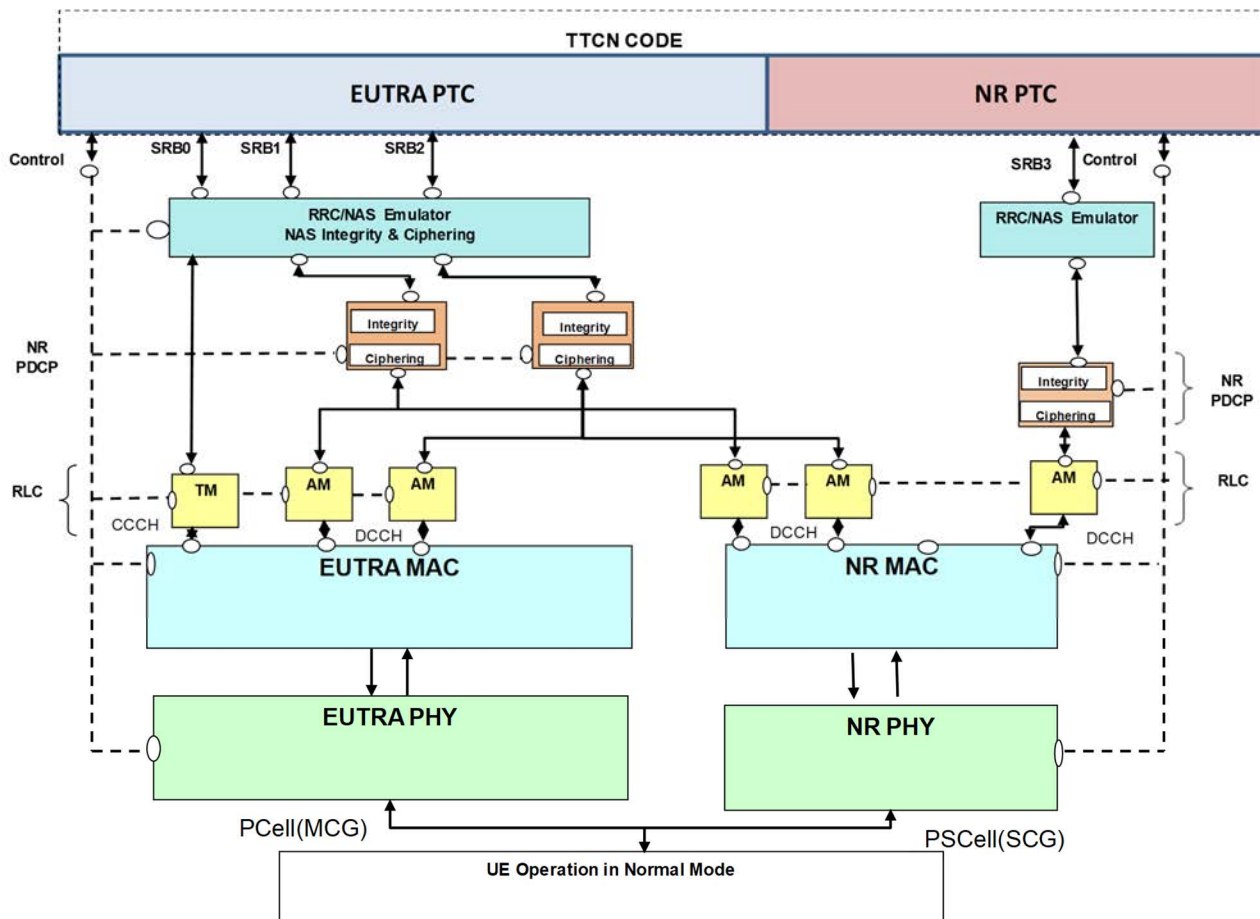 TTCN CODE
EUTRA PTC
NR PTC
Control
SRB0
SRB1
SRB2
SRB3
Control
RRC/NAS Emulator
NAS Integrity & Ciphering
RRC/NAS Emulator
NR
PDCP
Integrity
Ciphering
Integrity
Ciphering
Integrity
Ciphering
NR
PDCP
RLC
TM
AM
AM
AM
AM
AM
RLC
CCCH
DCCH
DCCH
DCCH
EUTRA MAC
NR MAC
EUTRA PHY
NR PHY
PCell(MCG)
PSCell(SCG)
UE Operation in Normal Mode